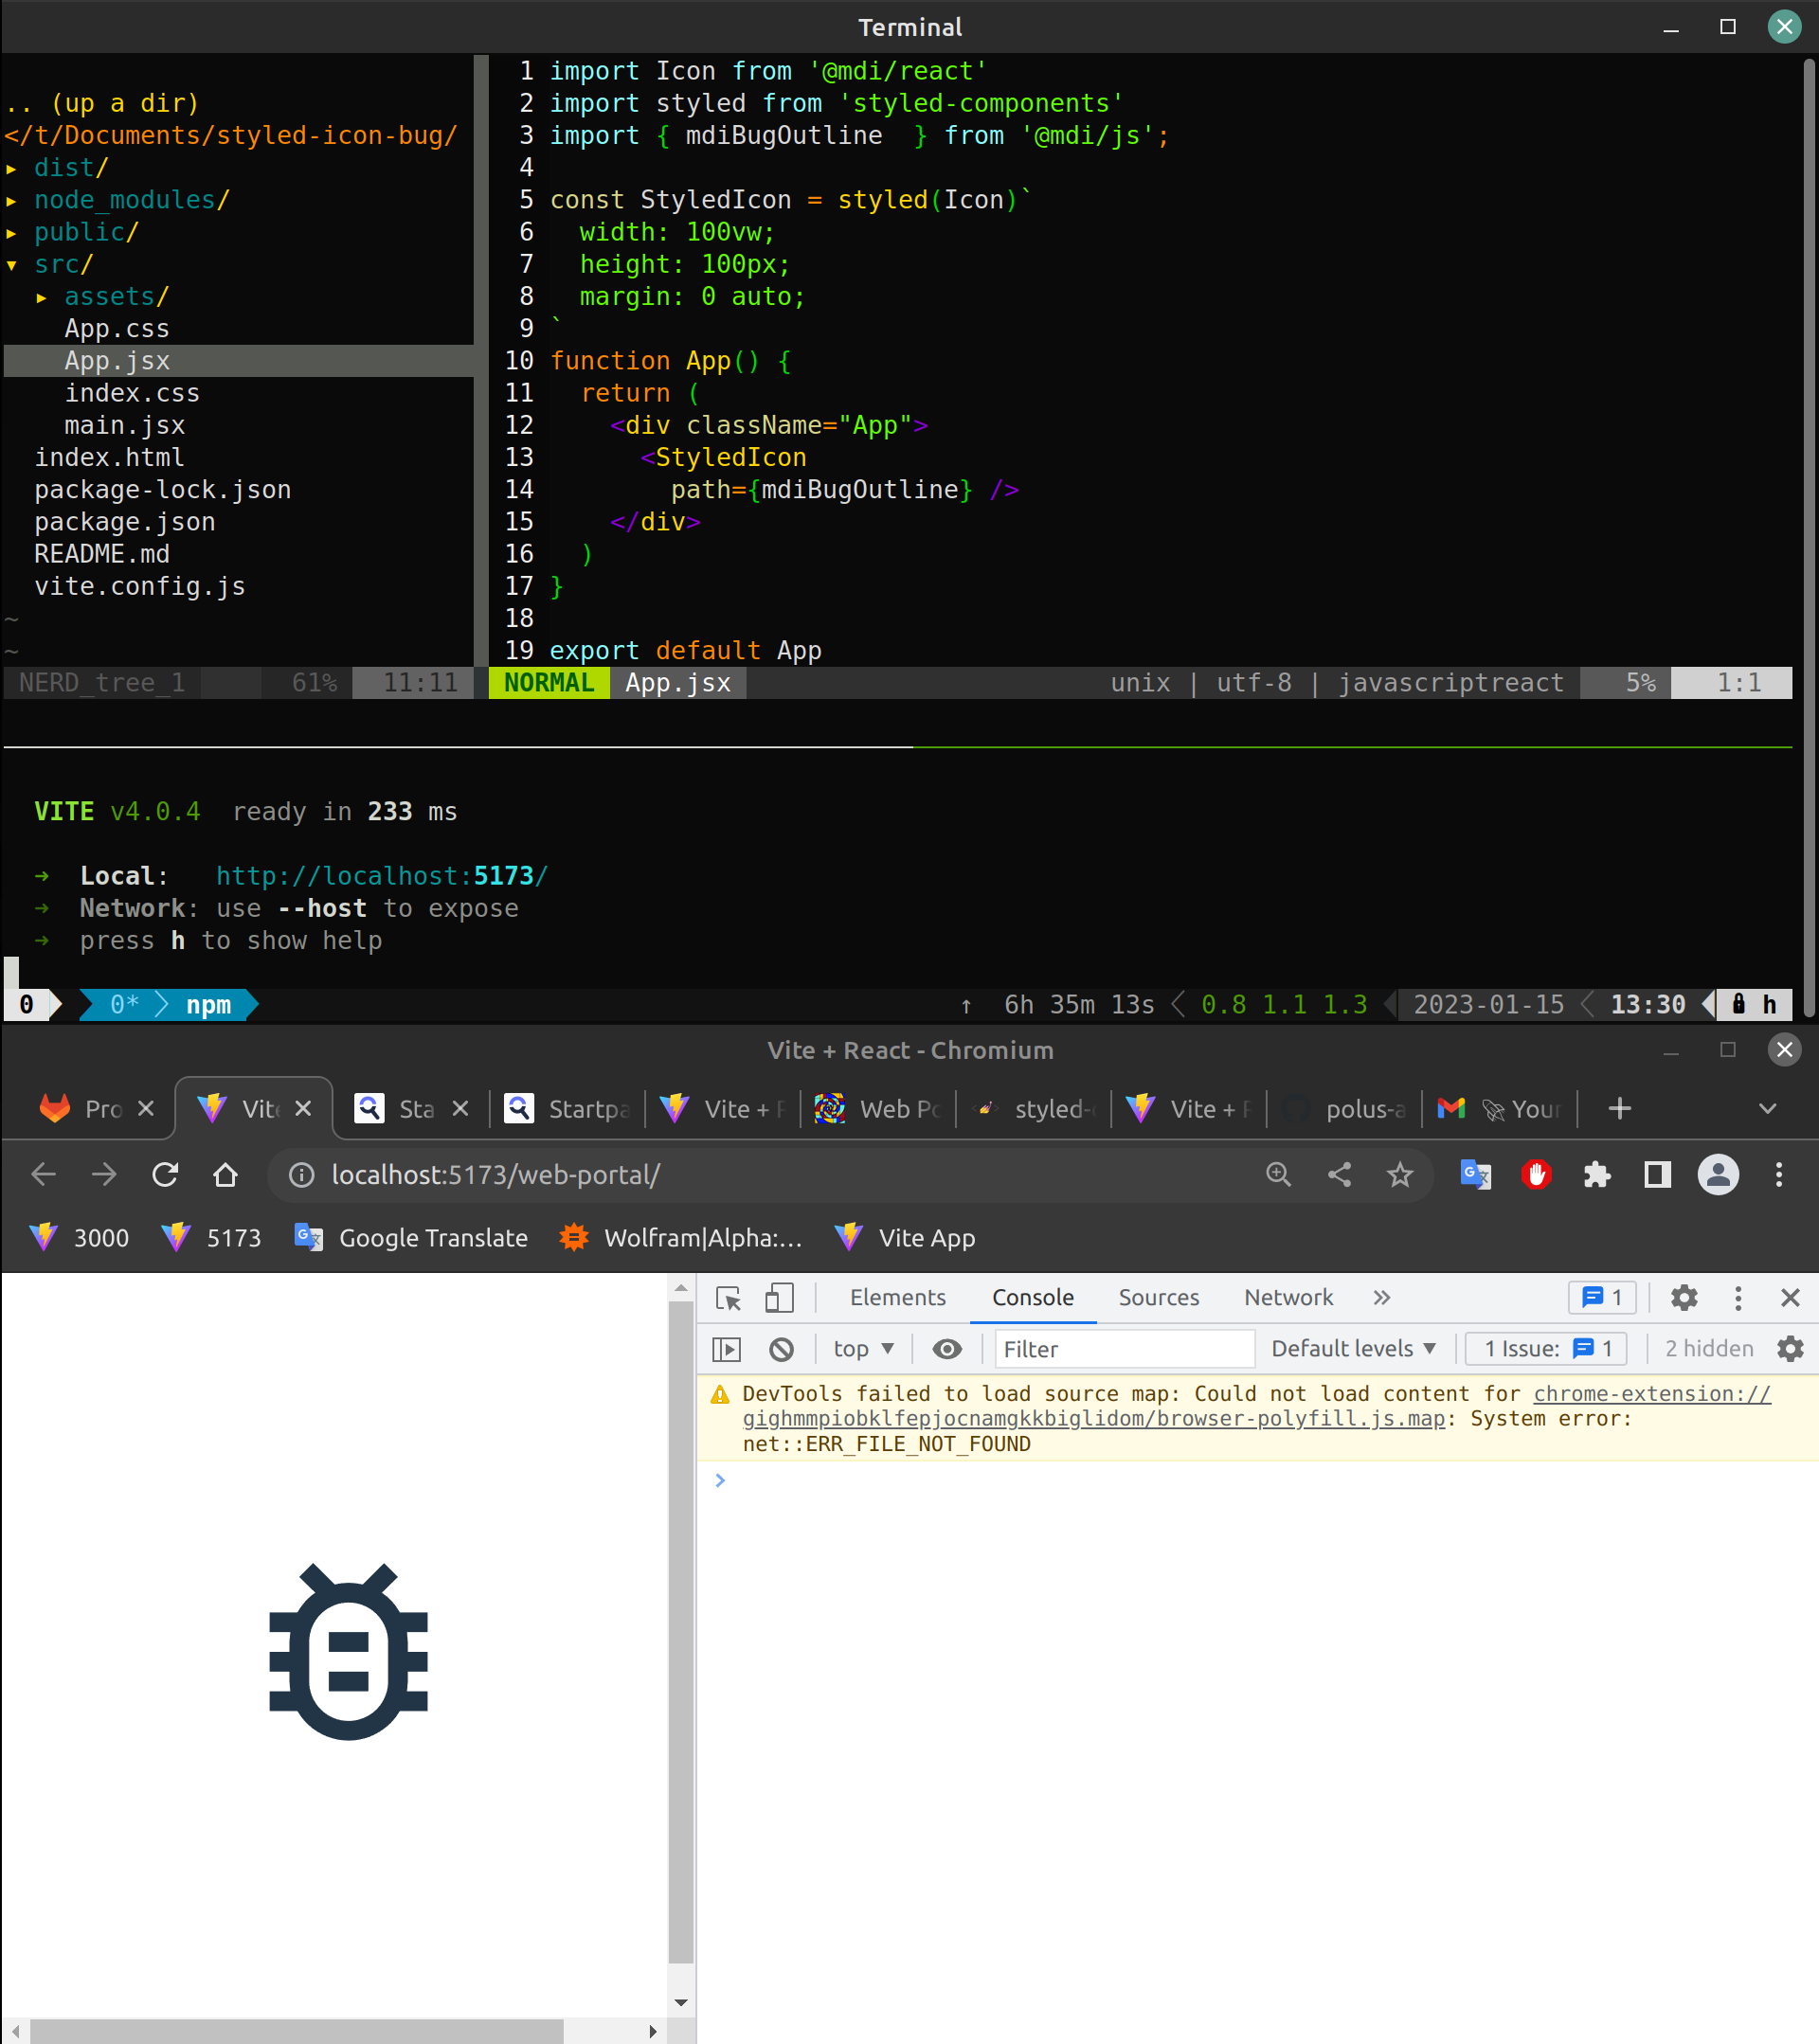 Terminal
.. (up a dir)
</t/Documents/styled-icon-bug/
▸ dist/
▸ node_modules/
▸ public/
▾ src/
▸ assets/
App.css
App.jsx
index.css
main.jsx
index.html
package-lock.json
package.json
README.md
vite.config.js
~
~
NERD_tree_1 61% 11:11
1 import Icon from '@mdi/react'
2 import styled from 'styled-components'
3 import { mdiBugOutline  } from '@mdi/js';
4
5 const StyledIcon = styled(Icon)`
6   width: 100vw;
7   height: 100px;
8   margin: 0 auto;
9 `
10 function App() {
11   return (
12     <div className="App">
13       <StyledIcon
14         path={mdiBugOutline} />
15     </div>
16   )
17 }
18
19 export default App
NORMAL App.jsx unix | utf-8 | javascriptreact 5% 1:1
VITE v4.0.4  ready in 233 ms
➜  Local:   http://localhost:5173/
➜  Network: use --host to expose
➜  press h to show help
0 0* npm ↑ 6h 35m 13s 0.8 1.1 1.3 2023-01-15 13:30 h
Vite + React - Chromium
Pro Vite Sta Startpa Vite + R Web Po styled-c Vite + R polus-a Your
localhost:5173/web-portal/
3000 5173 Google Translate Wolfram|Alpha:... Vite App
Elements Console Sources Network » 1
top Filter Default levels 1 Issue: 1 2 hidden
DevTools failed to load source map: Could not load content for chrome-extension://
gighmmpiobklfepjocnamgkkbiglidom/browser-polyfill.js.map: System error:
net::ERR_FILE_NOT_FOUND